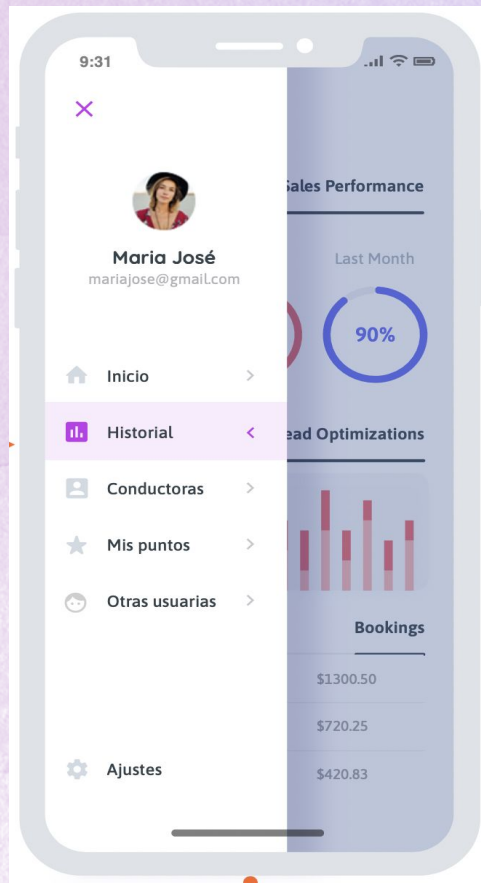 9:31
Maria José
mariajose@gmail.com
Inicio
Historial
Conductoras
Mis puntos
Otras usuarias
Ajustes
Sales Performance
Last Month
90%
ead Optimizations
Bookings
$1300.50
$720.25
$420.83